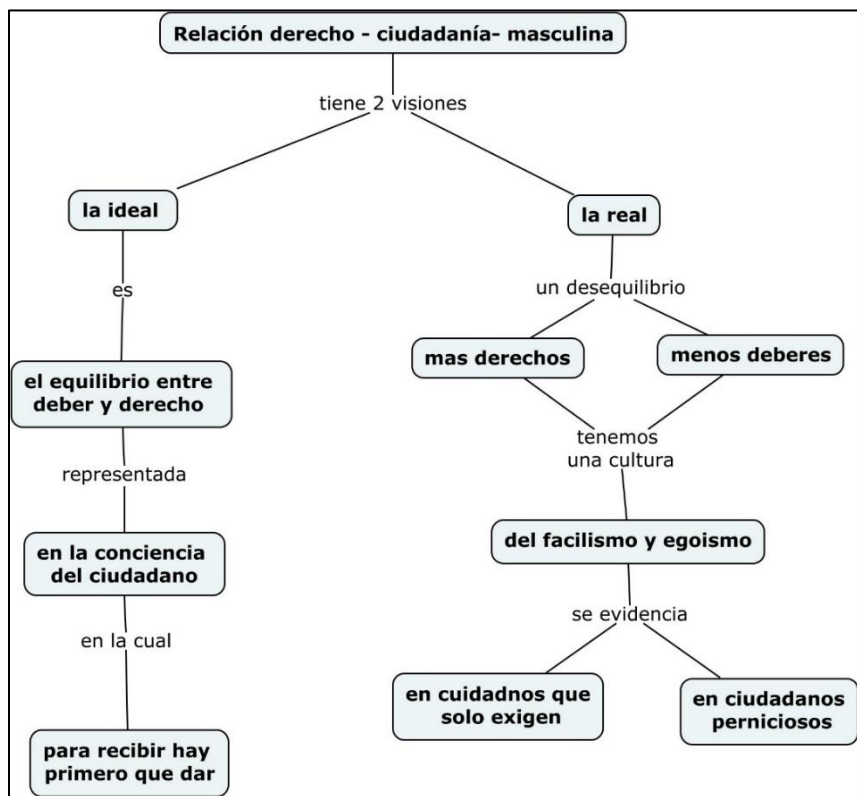 Relación derecho - ciudadanía- masculina
tiene 2 visiones
la ideal
la real
es
un desequilibrio
mas derechos
menos deberes
el equilibrio entre
deber y derecho
tenemos
una cultura
representada
en la conciencia
del ciudadano
del facilismo y egoismo
en la cual
se evidencia
en cuidadnos que
solo exigen
en ciudadanos
perniciosos
para recibir hay
primero que dar